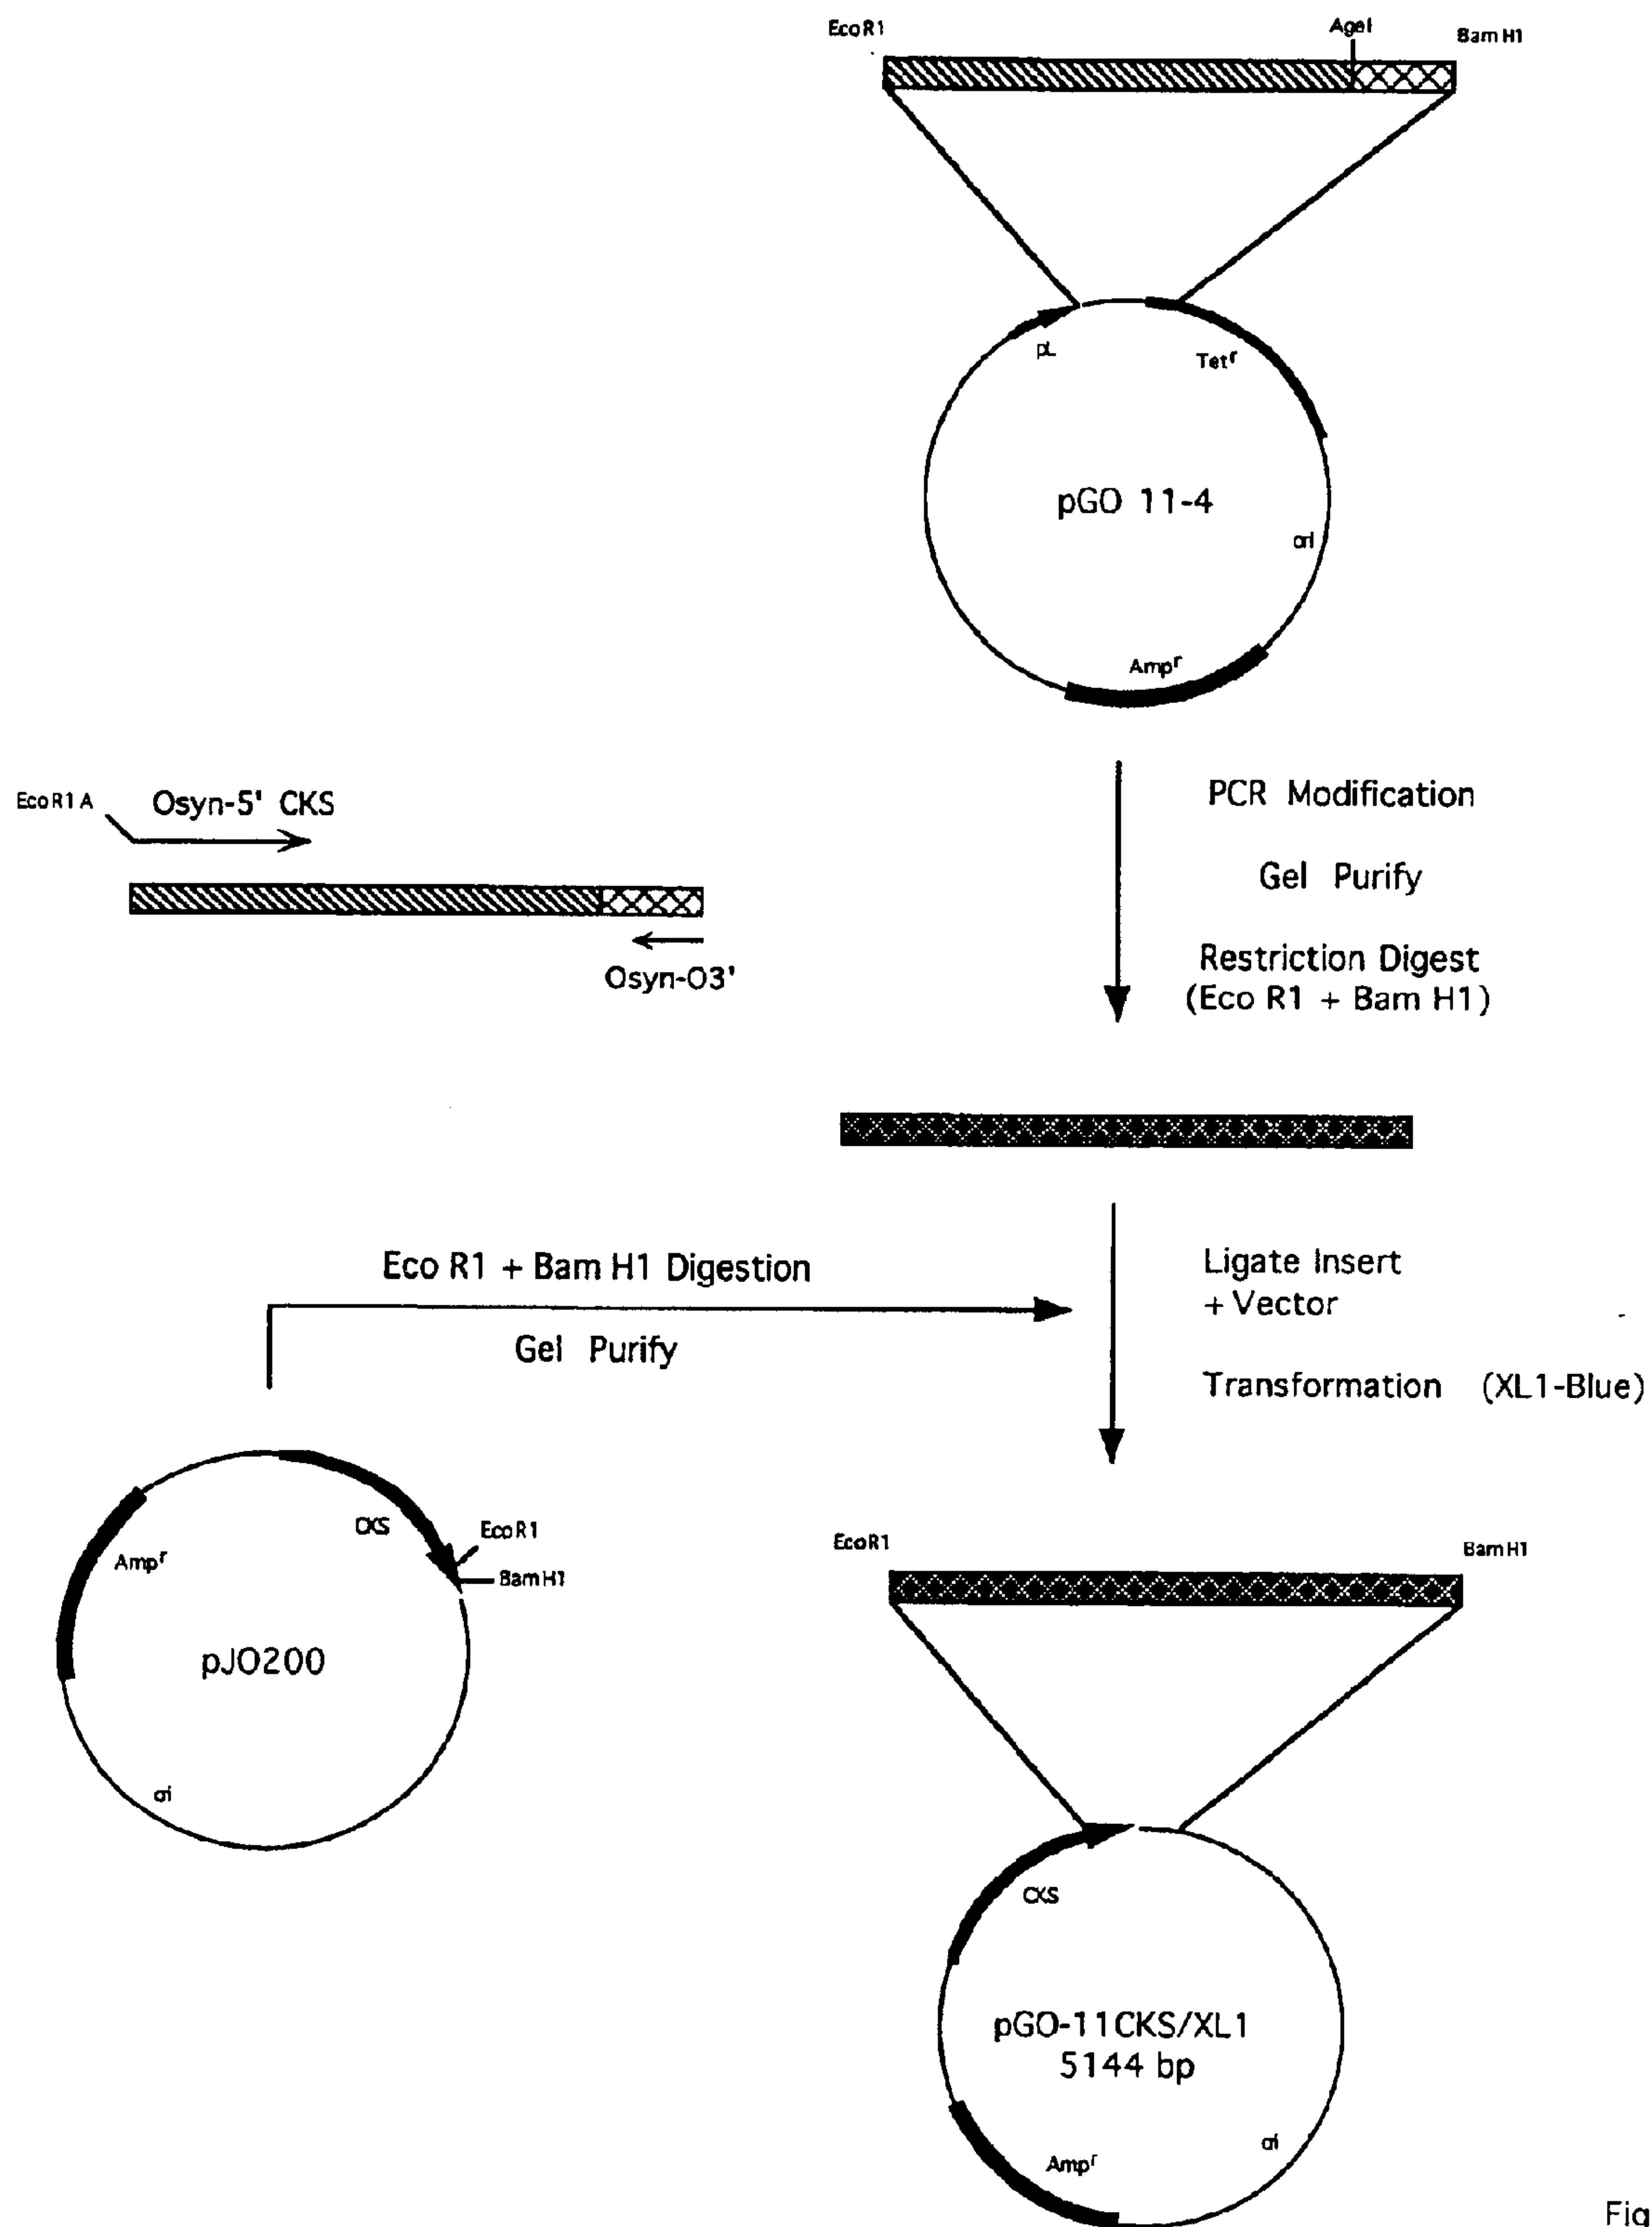 EcoR1
AgeI
Bam H1
pL
Tetʳ
pGO 11-4
ori
Ampʳ
EcoR1 A
Osyn-5' CKS
Osyn-O3'
PCR Modification
Gel Purify
Restriction Digest
(Eco R1 + Bam H1)
Eco R1 + Bam H1 Digestion
Gel Purify
Ligate Insert
+ Vector
Transformation (XL1-Blue)
CKS
EcoR1
BamH1
Ampʳ
pJO200
ori
EcoR1
BamH1
CKS
pGO-11CKS/XL1
5144 bp
ori
Ampʳ
Fig